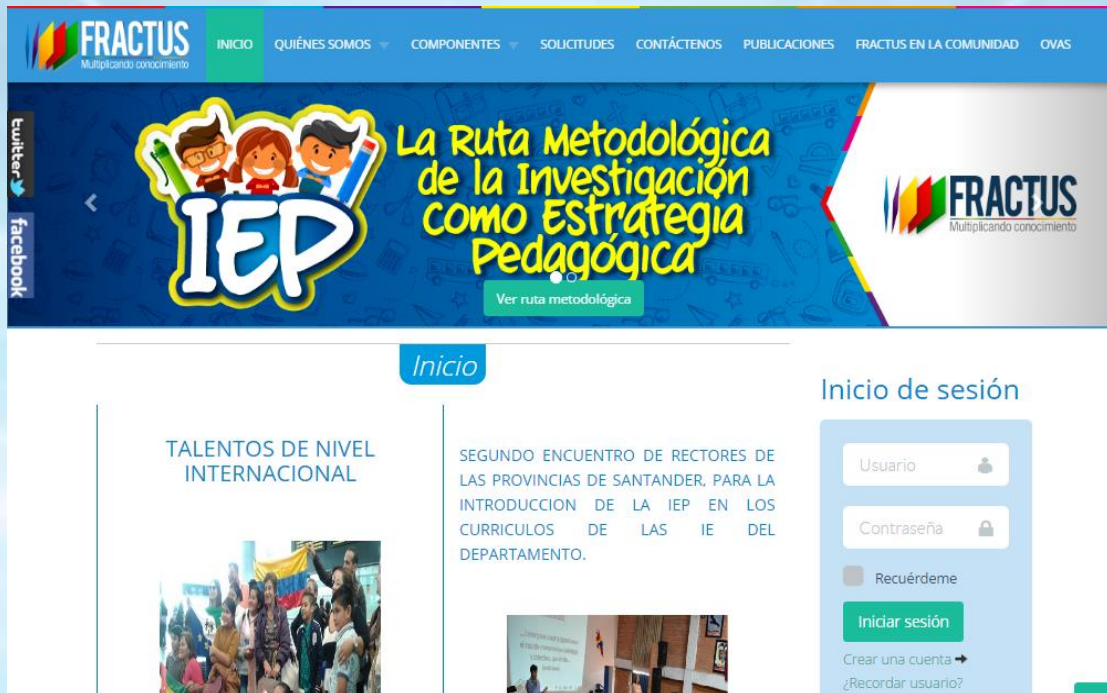 FRACTUS
Multiplicando conocimiento
INICIO
QUIÉNES SOMOS
COMPONENTES
SOLICITUDES
CONTÁCTENOS
PUBLICACIONES
FRACTUS EN LA COMUNIDAD
OVAS
twitter
facebook
IEP
La Ruta Metodológica
de la Investigación
como Estrategia
Pedagógica
Ver ruta metodológica
FRACTUS
Multiplicando conocimiento
Inicio
TALENTOS DE NIVEL
INTERNACIONAL
SEGUNDO ENCUENTRO DE RECTORES DE
LAS PROVINCIAS DE SANTANDER, PARA LA
INTRODUCCION DE LA IEP EN LOS
CURRICULOS DE LAS IE DEL
DEPARTAMENTO.
Inicio de sesión
Usuario
Contraseña
Recuérdeme
Iniciar sesión
Crear una cuenta
¿Recordar usuario?